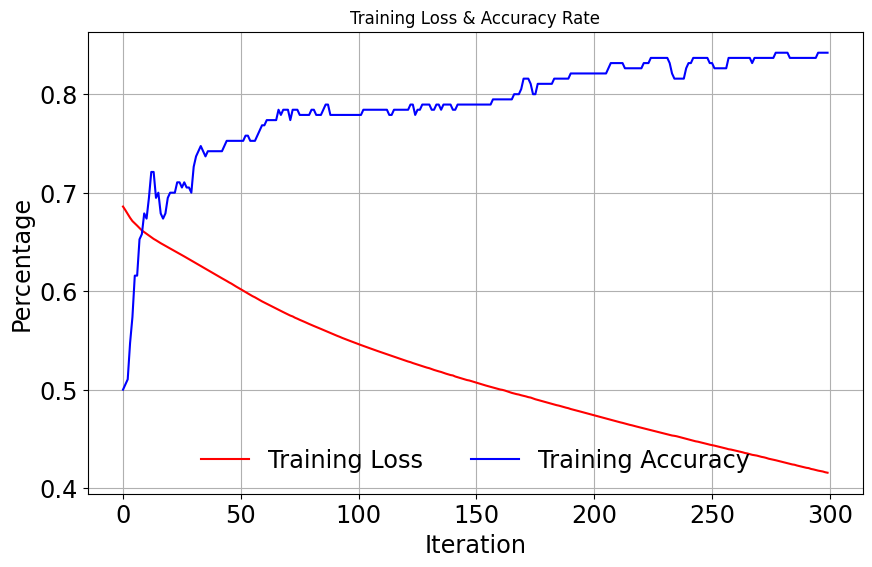 Training Loss & Accuracy Rate
Percentage
0.8
0.7
0.6
0.5
0.4
Training Loss
Training Accuracy
0 50 100 150 200 250 300
Iteration